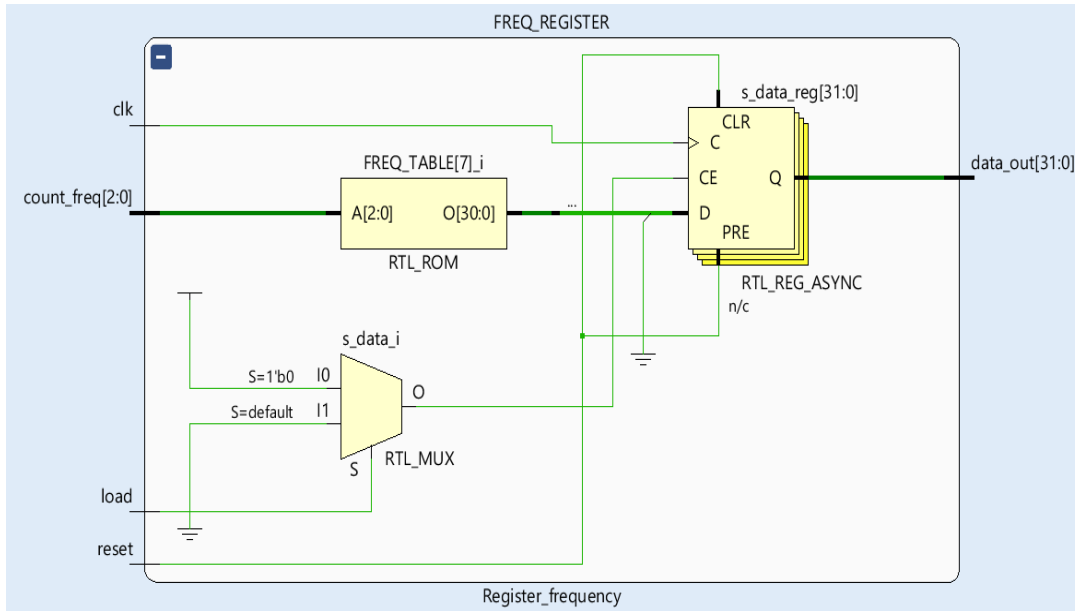 FREQ_REGISTER
s_data_reg[31:0]
clk
CLR
C
FREQ_TABLE[7]_i
data_out[31:0]
CE
Q
count_freq[2:0]
A[2:0]
O[30:0]
...
D
PRE
RTL_ROM
RTL_REG_ASYNC
n/c
s_data_i
S=1'b0
I0
O
S=default
I1
RTL_MUX
S
load
reset
Register_frequency